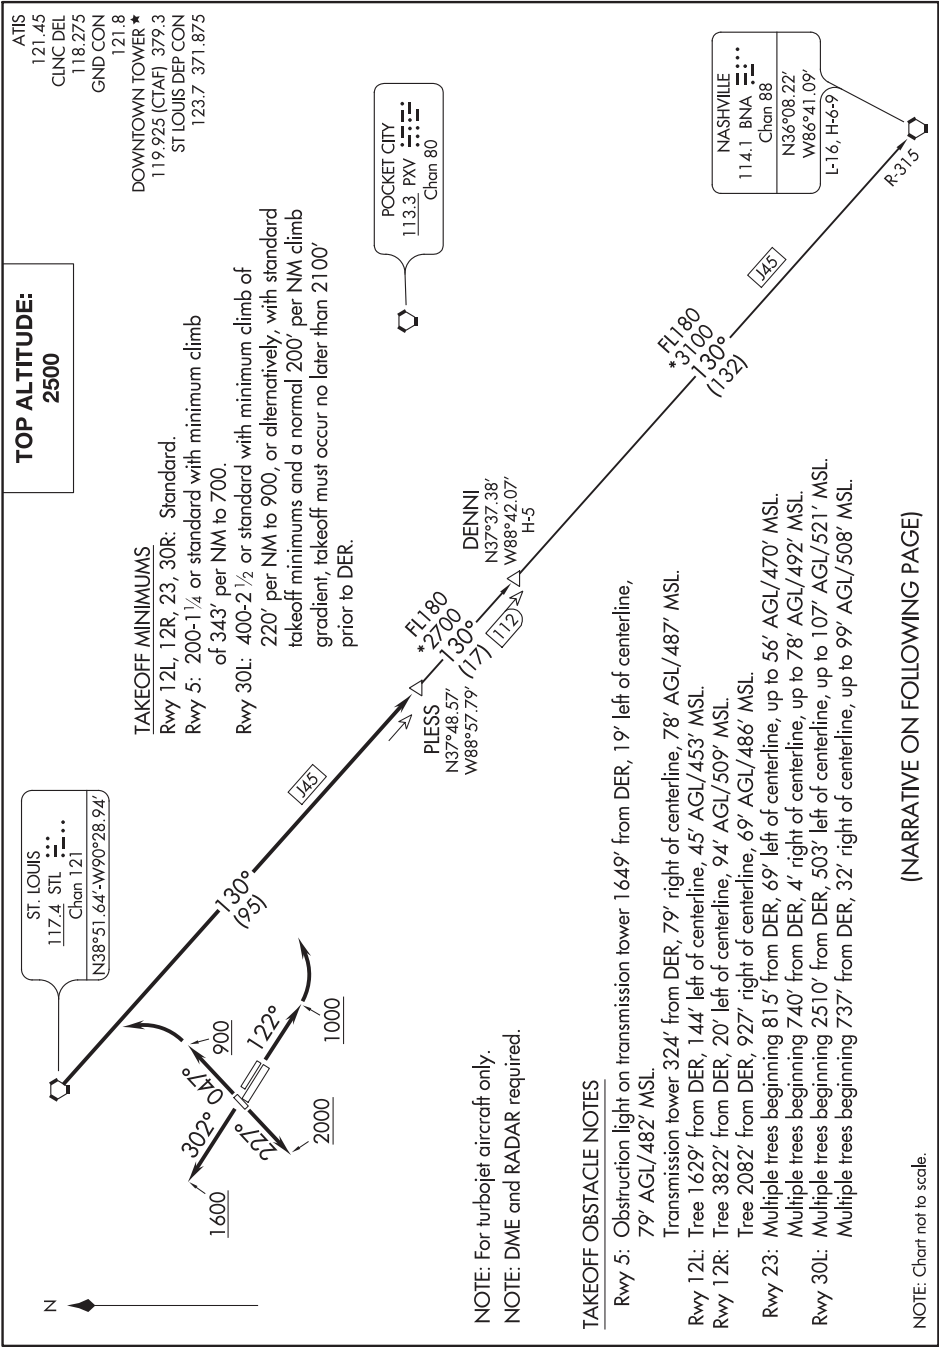 TOP ALTITUDE:
2500
ATIS
121.45
CLNC DEL
118.275
GND CON
121.8
DOWNTOWN TOWER ★
119.925 (CTAF) 379.3
ST LOUIS DEP CON
123.7 371.875
ST. LOUIS
117.4 STL
Chan 121
N38°51.64'-W90°28.94'
TAKEOFF MINIMUMS
Rwy 12L, 12R, 23, 30R: Standard.
Rwy 5: 200-1¼ or standard with minimum climb
of 343' per NM to 700.
Rwy 30L: 400-2½ or standard with minimum climb of
220' per NM to 900, or alternatively, with standard
takeoff minimums and a normal 200' per NM climb
gradient, takeoff must occur no later than 2100'
prior to DER.
POCKET CITY
113.3 PXV
Chan 80
NASHVILLE
114.1 BNA
Chan 88
N36°08.22'
W86°41.09'
L-16, H-6-9
R-315
N
302°
1600
047°
900
227°
2000
122°
1000
130°
(95)
J45
PLESS
N37°48.57'
W88°57.79'
FL180
*2700
130°
(17)
112
DENNI
N37°37.38'
W88°42.07'
H-5
FL180
*3100
130°
(132)
J45
NOTE: For turbojet aircraft only.
NOTE: DME and RADAR required.
TAKEOFF OBSTACLE NOTES
Rwy 5: Obstruction light on transmission tower 1649' from DER, 19' left of centerline,
79' AGL/482' MSL.
Transmission tower 324' from DER, 79' right of centerline, 78' AGL/487' MSL.
Rwy 12L: Tree 1629' from DER, 144' left of centerline, 45' AGL/453' MSL.
Rwy 12R: Tree 3822' from DER, 20' left of centerline, 94' AGL/509' MSL.
Tree 2082' from DER, 927' right of centerline, 69' AGL/486' MSL.
Rwy 23: Multiple trees beginning 815' from DER, 69' left of centerline, up to 56' AGL/470' MSL.
Multiple trees beginning 740' from DER, 4' right of centerline, up to 78' AGL/492' MSL.
Rwy 30L: Multiple trees beginning 2510' from DER, 503' left of centerline, up to 107' AGL/521' MSL.
Multiple trees beginning 737' from DER, 32' right of centerline, up to 99' AGL/508' MSL.
(NARRATIVE ON FOLLOWING PAGE)
NOTE: Chart not to scale.